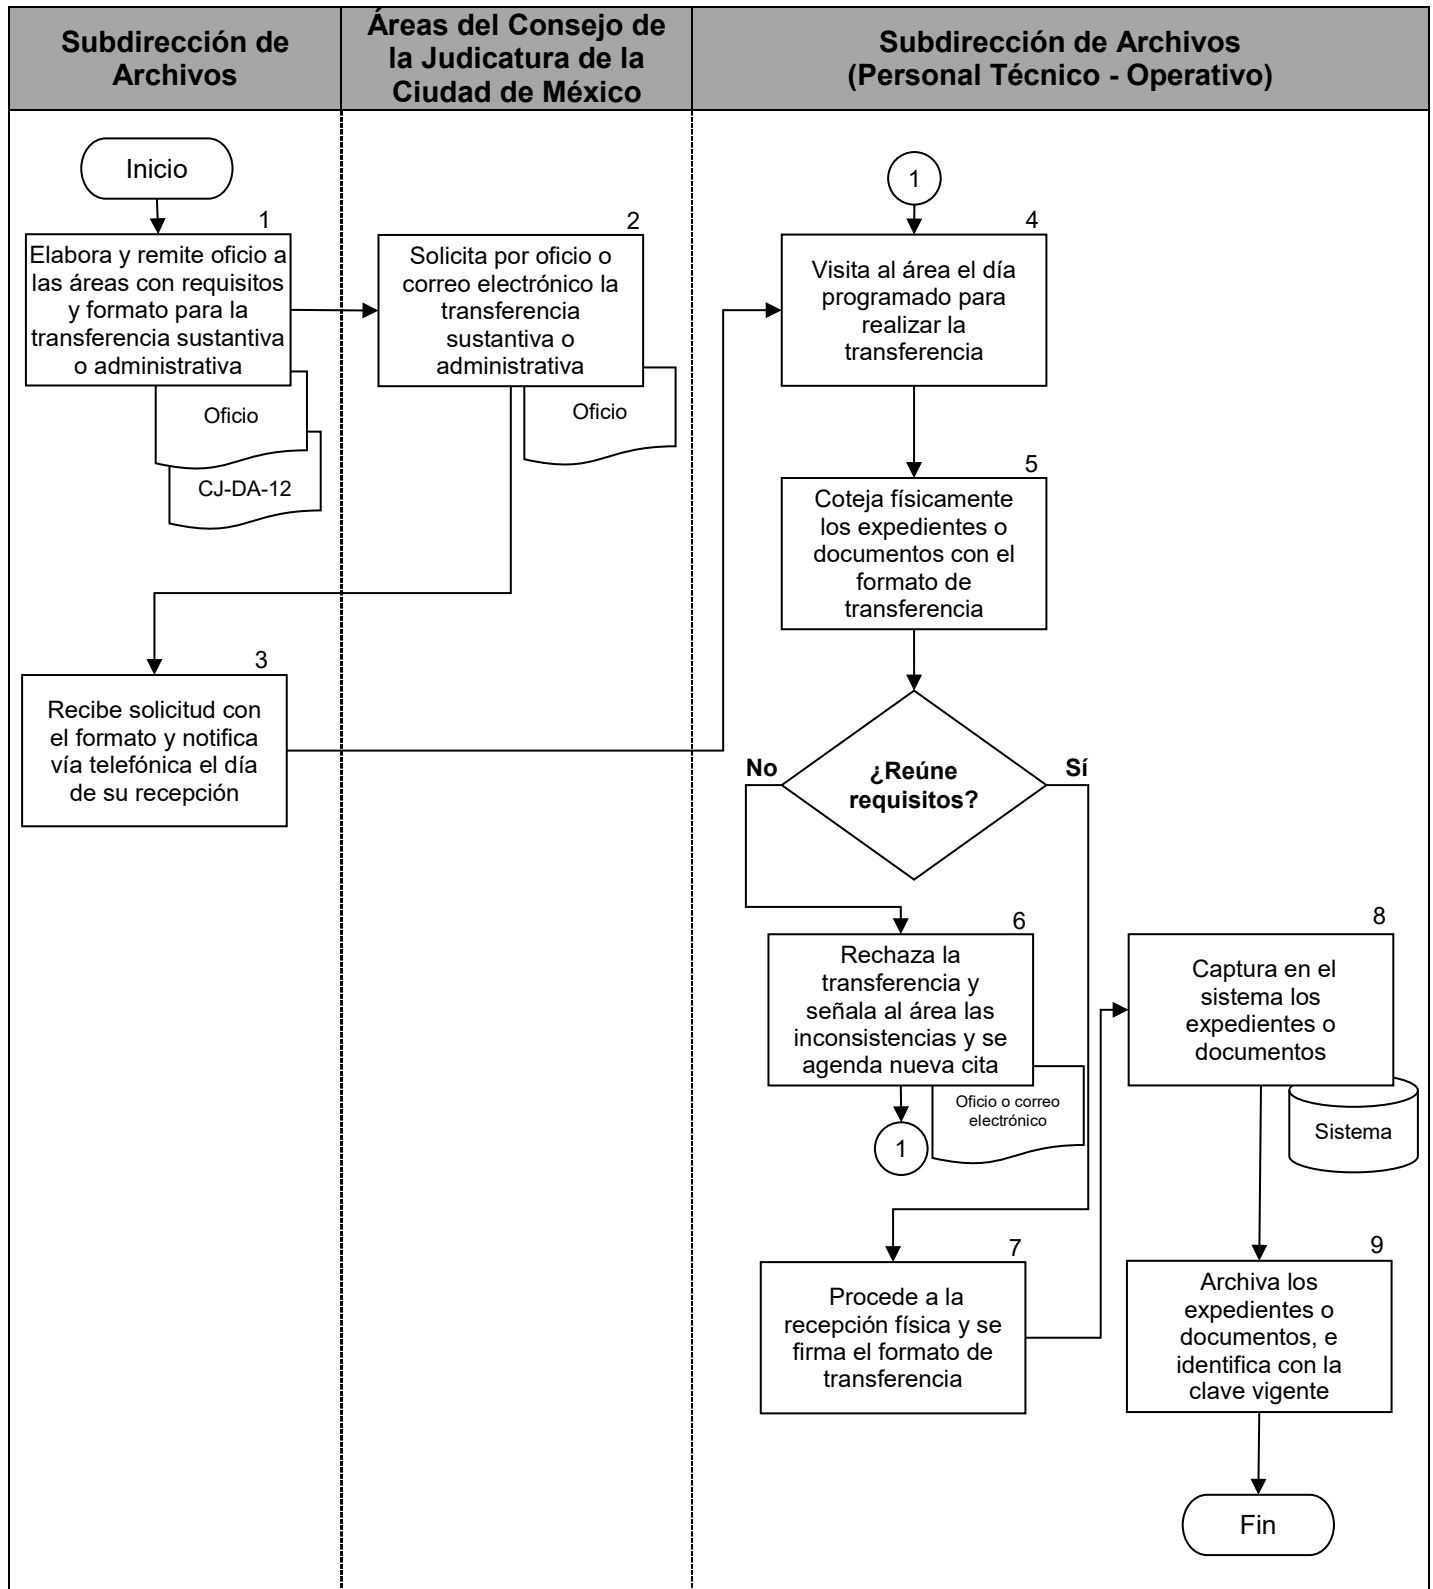 Subdirección de
Archivos
Áreas del Consejo de
la Judicatura de la
Ciudad de México
Subdirección de Archivos
(Personal Técnico - Operativo)
Inicio
1
Elabora y remite oficio a
las áreas con requisitos
y formato para la
transferencia sustantiva
o administrativa
Oficio
CJ-DA-12
2
Solicita por oficio o
correo electrónico la
transferencia
sustantiva o
administrativa
Oficio
3
Recibe solicitud con
el formato y notifica
vía telefónica el día
de su recepción
1
4
Visita al área el día
programado para
realizar la
transferencia
5
Coteja físicamente
los expedientes o
documentos con el
formato de
transferencia
No
¿Reúne
requisitos?
Sí
6
Rechaza la
transferencia y
señala al área las
inconsistencias y se
agenda nueva cita
Oficio o correo
electrónico
1
7
Procede a la
recepción física y se
firma el formato de
transferencia
8
Captura en el
sistema los
expedientes o
documentos
Sistema
9
Archiva los
expedientes o
documentos, e
identifica con la
clave vigente
Fin